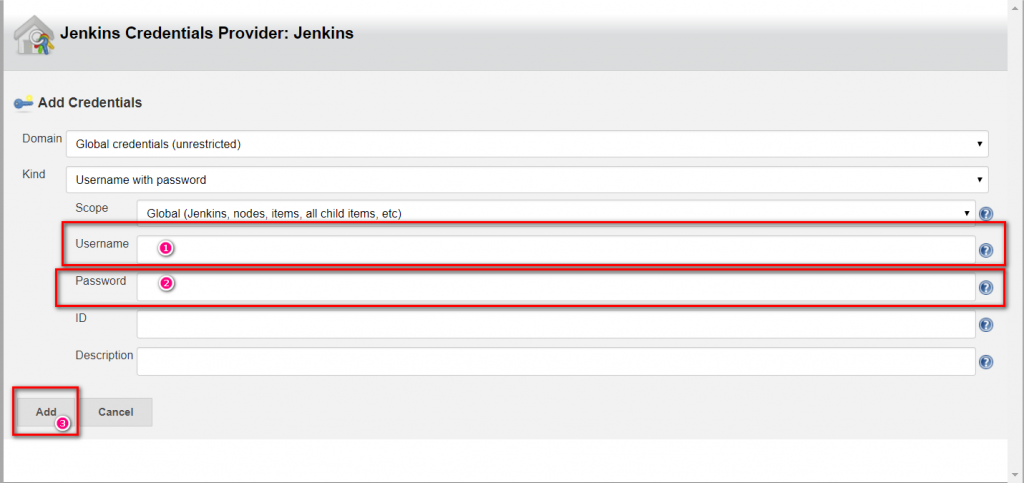 Jenkins Credentials Provider: Jenkins
Add Credentials
Domain Global credentials (unrestricted)
Kind Username with password
Scope Global (Jenkins, nodes, items, all child items, etc)
Username 1
Password 2
ID
Description
Add 3 Cancel